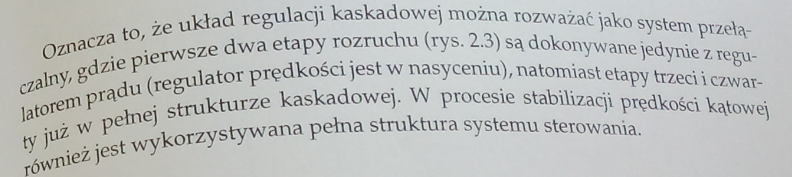 Oznacza to, że układ regulacji kaskadowej można rozważać jako system przełą-
czalny, gdzie pierwsze dwa etapy rozruchu (rys. 2.3) są dokonywane jedynie z regu-
latorem prądu (regulator prędkości jest w nasyceniu), natomiast etapy trzeci i czwar-
ty już w pełnej strukturze kaskadowej. W procesie stabilizacji prędkości kątowej
również jest wykorzystywana pełna struktura systemu sterowania.